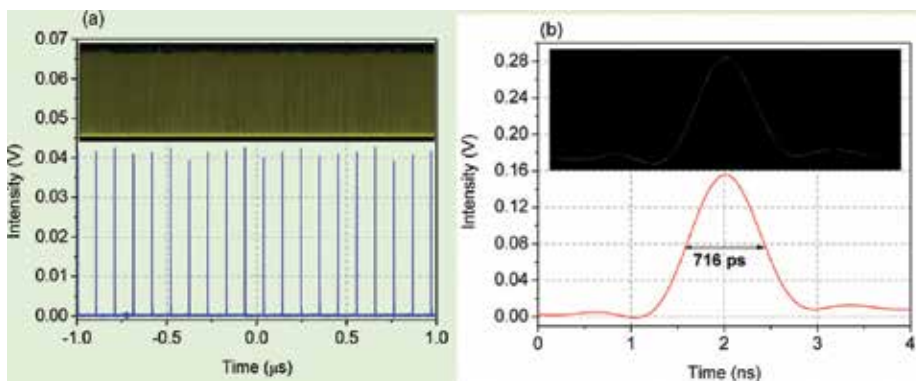 (a)
0.07
0.06
0.05
0.04
0.03
0.02
0.01
0.00
Intensity (V)
-1.0 -0.5 0.0 0.5 1.0
Time (μs)
(b)
0.28
0.24
0.20
0.16
0.12
0.08
0.04
0.00
Intensity (V)
716 ps
0 1 2 3 4
Time (ns)